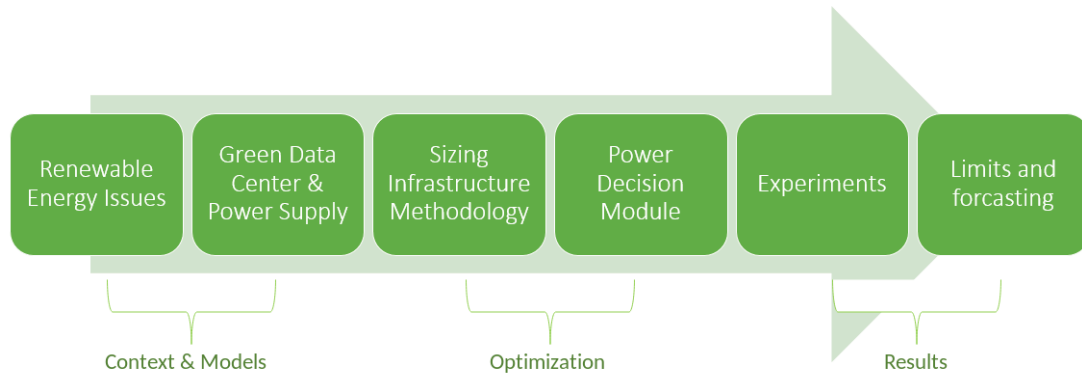 Renewable
Energy Issues
Green Data
Center &
Power Supply
Sizing
Infrastructure
Methodology
Power
Decision
Module
Experiments
Limits and
forcasting
Context & Models
Optimization
Results